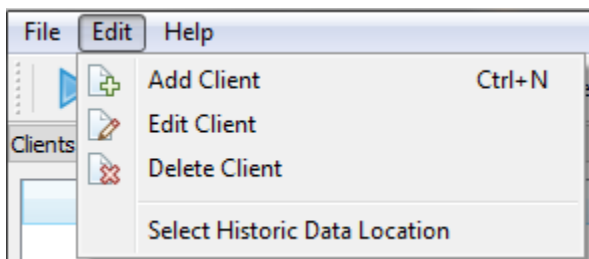 File Edit Help
Add Client Ctrl+N
Edit Client
Clients
Delete Client
Select Historic Data Location